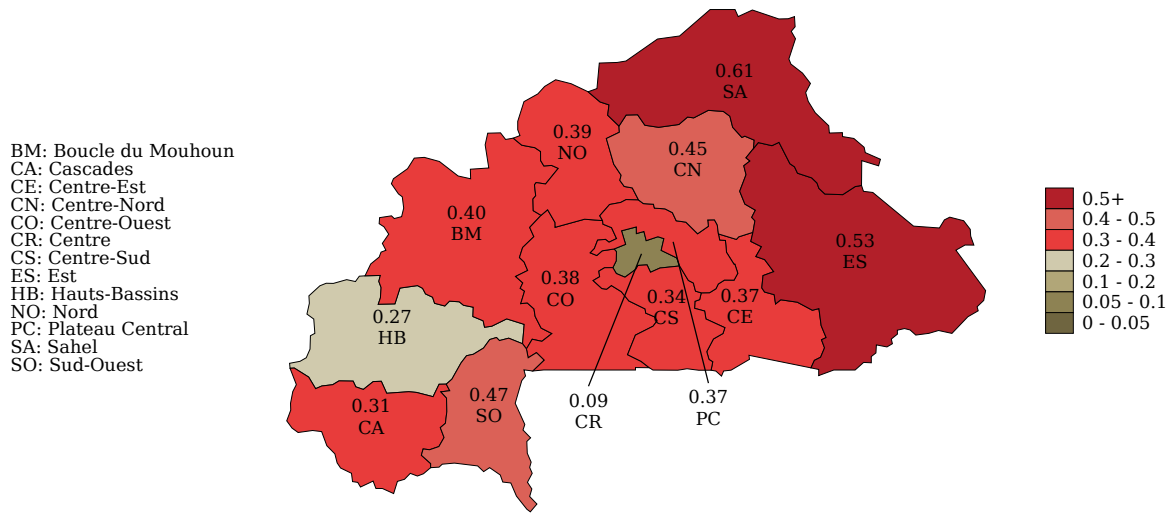 BM: Boucle du Mouhoun
CA: Cascades
CE: Centre-Est
CN: Centre-Nord
CO: Centre-Ouest
CR: Centre
CS: Centre-Sud
ES: Est
HB: Hauts-Bassins
NO: Nord
PC: Plateau Central
SA: Sahel
SO: Sud-Ouest
0.61
SA
0.39
NO
0.45
CN
0.40
BM
0.53
ES
0.38
CO
0.34
CS
0.37
CE
0.27
HB
0.31
CA
0.47
SO
0.09
CR
0.37
PC
0.5+
0.4 - 0.5
0.3 - 0.4
0.2 - 0.3
0.1 - 0.2
0.05 - 0.1
0 - 0.05